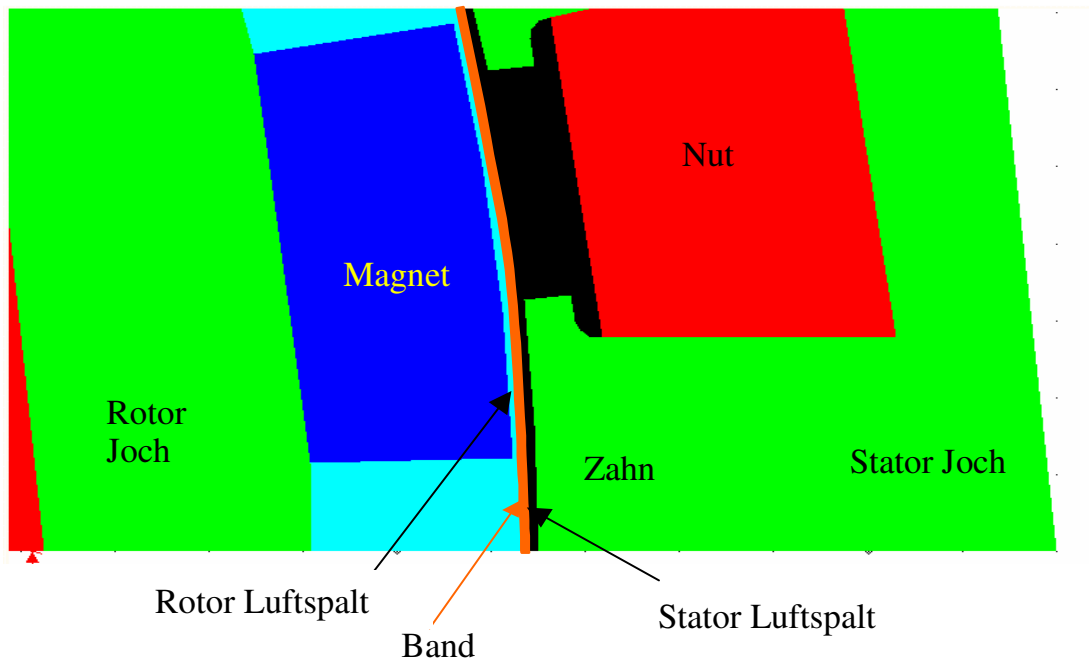 Nut
Magnet
Rotor
Joch
Zahn
Stator Joch
Rotor Luftspalt
Stator Luftspalt
Band